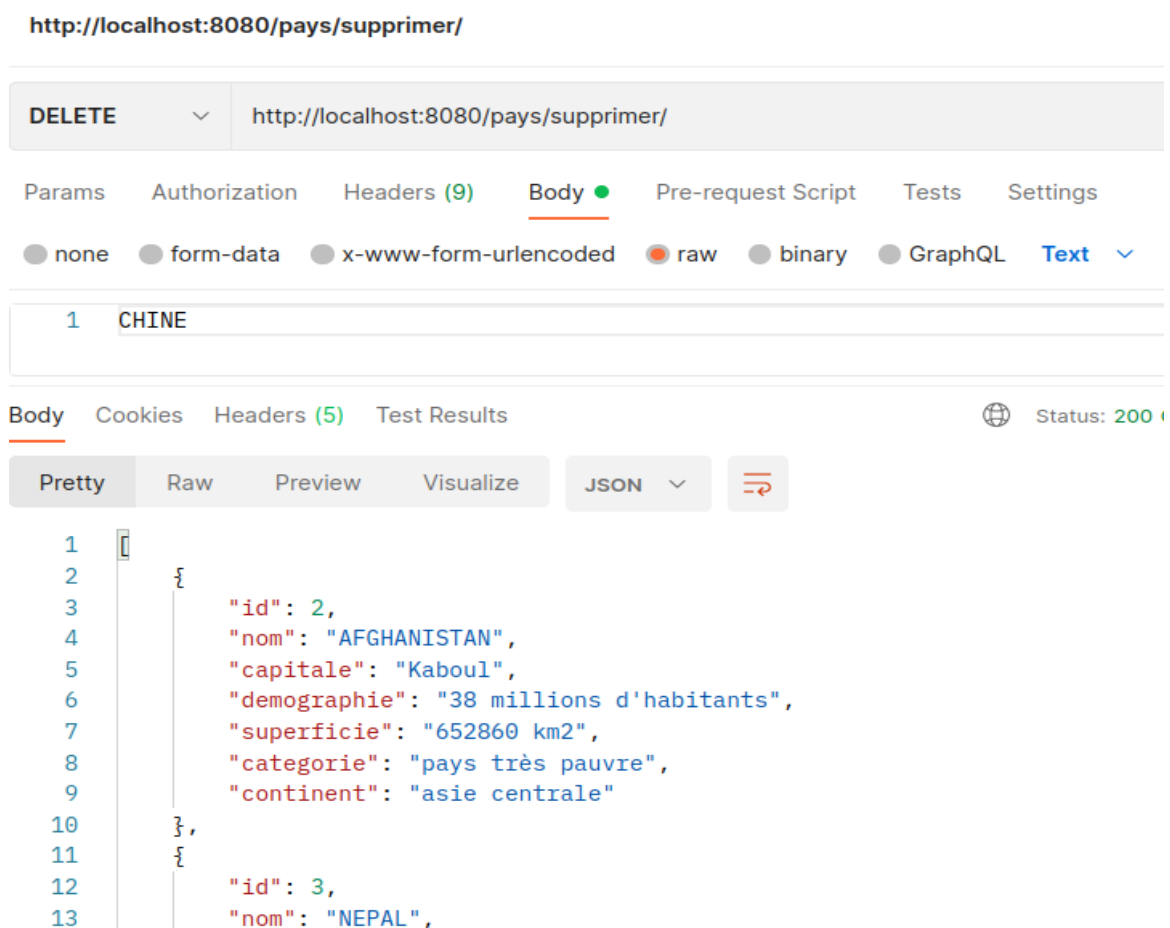 http://localhost:8080/pays/supprimer/
DELETE http://localhost:8080/pays/supprimer/
Params Authorization Headers (9) Body Pre-request Script Tests Settings
none form-data x-www-form-urlencoded raw binary GraphQL Text
1 CHINE
Body Cookies Headers (5) Test Results Status: 200
Pretty Raw Preview Visualize JSON
1 [
2 {
3 "id": 2,
4 "nom": "AFGHANISTAN",
5 "capitale": "Kaboul",
6 "demographie": "38 millions d'habitants",
7 "superficie": "652860 km2",
8 "categorie": "pays très pauvre",
9 "continent": "asie centrale"
10 },
11 {
12 "id": 3,
13 "nom": "NEPAL",